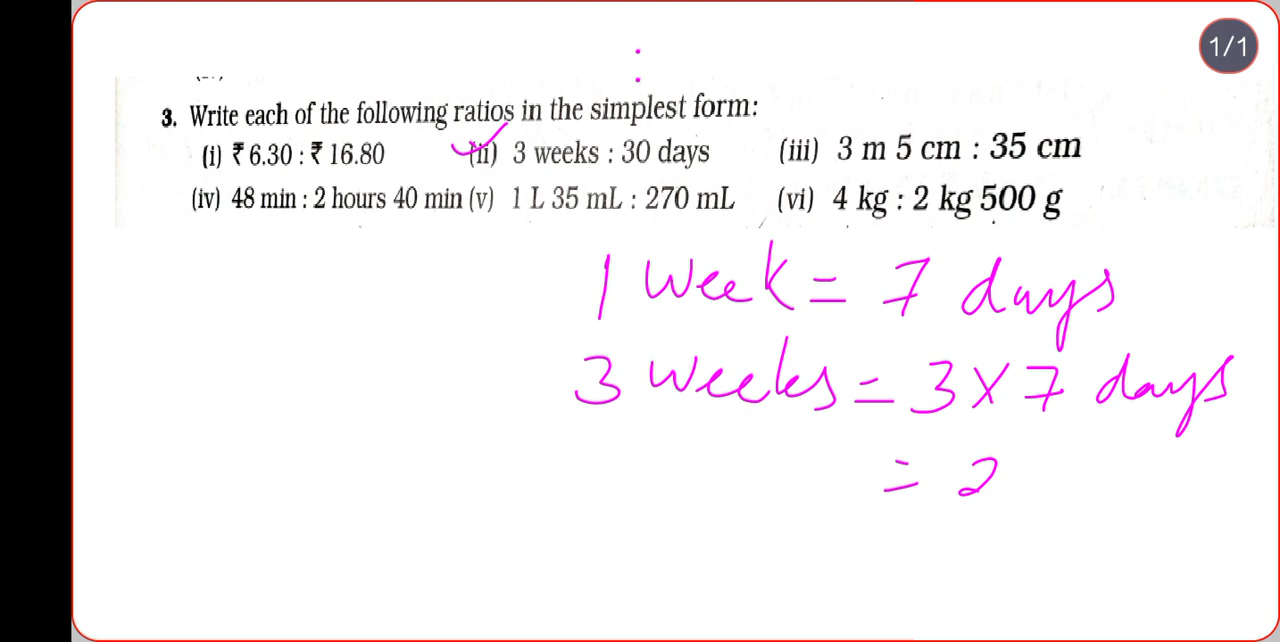 1/1
3. Write each of the following ratios in the simplest form:
(i) ₹ 6.30 : ₹ 16.80 (ii) 3 weeks : 30 days (iii) 3 m 5 cm : 35 cm
(iv) 48 min : 2 hours 40 min (v) 1 L 35 mL : 270 mL (vi) 4 kg : 2 kg 500 g
1 week = 7 days
3 weeks = 3 X 7 days
= 2